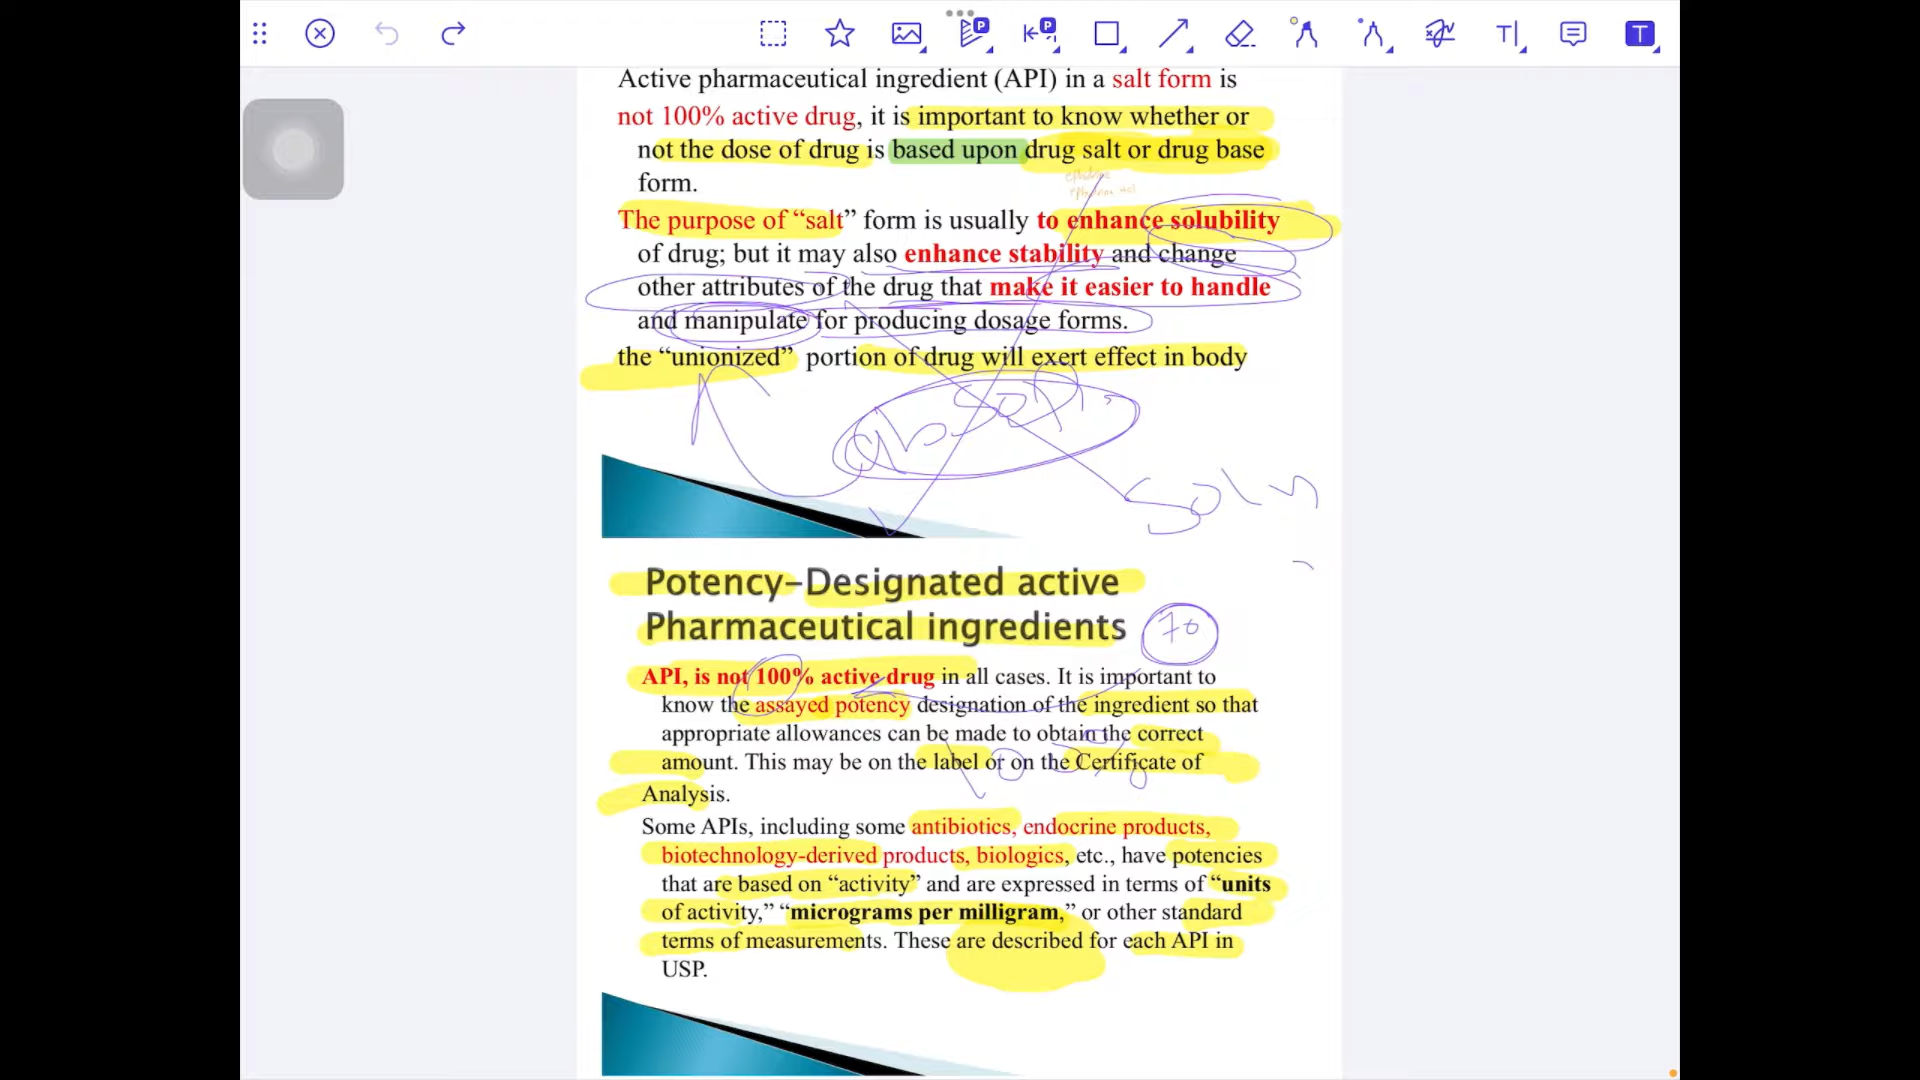 Active pharmaceutical ingredient (API) in a salt form is
not 100% active drug, it is important to know whether or
not the dose of drug is based upon drug salt or drug base
form.
ephedrine
The purpose of “salt” form is usually to enhance solubility
of drug; but it may also enhance stability and change
other attributes of the drug that make it easier to handle
and manipulate for producing dosage forms.
the “unionized” portion of drug will exert effect in body
Potency-Designated active
Pharmaceutical ingredients
70
API, is not 100% active drug in all cases. It is important to
know the assayed potency designation of the ingredient so that
appropriate allowances can be made to obtain the correct
amount. This may be on the label or on the Certificate of
Analysis.
Some APIs, including some antibiotics, endocrine products,
biotechnology-derived products, biologics, etc., have potencies
that are based on “activity” and are expressed in terms of “units
of activity,” “micrograms per milligram,” or other standard
terms of measurements. These are described for each API in
USP.